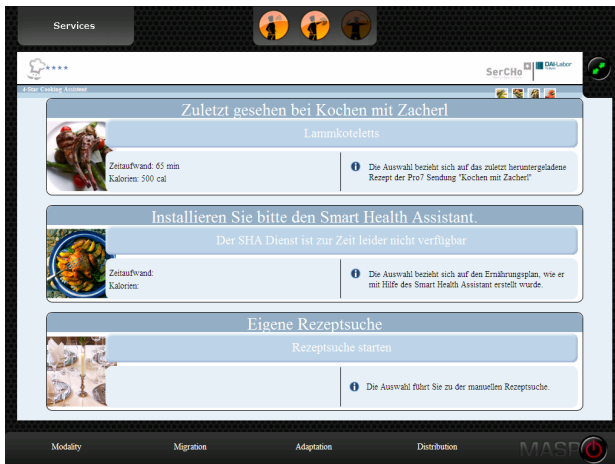 Services
★★★★
SerCHo
DAI-Labor
4-Star Cooking Assistent
Zuletzt gesehen bei Kochen mit Zacherl
Lammkoteletts
Zeitaufwand: 65 min
Kalorien: 500 cal
Die Auswahl bezieht sich auf das zuletzt heruntergeladene
Rezept der Pro7 Sendung "Kochen mit Zacherl"
Installieren Sie bitte den Smart Health Assistant.
Der SHA Dienst ist zur Zeit leider nicht verfügbar
Zeitaufwand:
Kalorien:
Die Auswahl bezieht sich auf den Ernährungsplan, wie er
mit Hilfe des Smart Health Assistant erstellt wurde.
Eigene Rezeptsuche
Rezeptsuche starten
Die Auswahl führt Sie zu der manuellen Rezeptsuche.
Modality
Migration
Adaptation
Distribution
MASP